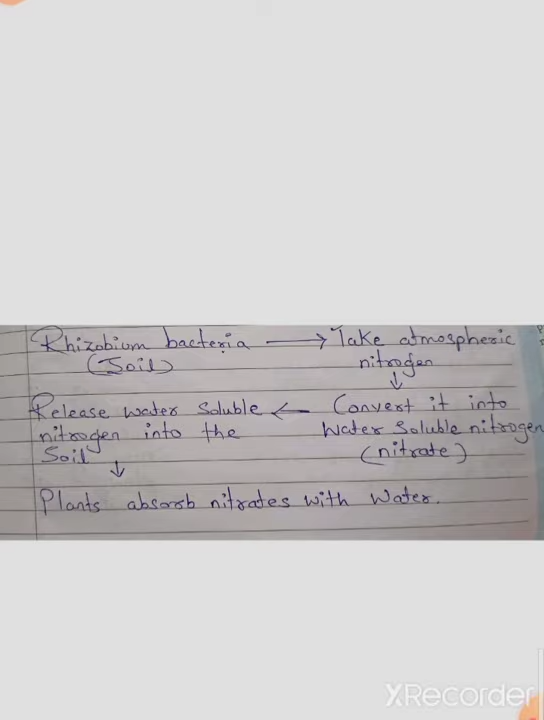 Rhizobium bacteria → Take atmospheric
(Soil) nitrogen
↓
Release water soluble ← Convert it into
nitrogen into the water soluble nitrogen
Soil (nitrate)
↓
Plants absorb nitrates with water.
XRecorder